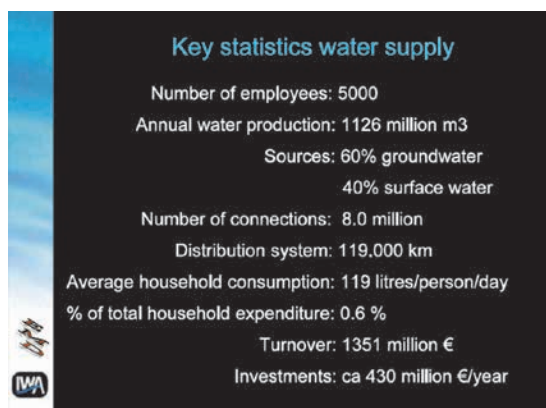 Key statistics water supply
Number of employees: 5000
Annual water production: 1126 million m3
Sources: 60% groundwater
40% surface water
Number of connections: 8.0 million
Distribution system: 119.000 km
Average household consumption: 119 litres/person/day
% of total household expenditure: 0.6 %
Turnover: 1351 million €
Investments: ca 430 million €/year
IWA